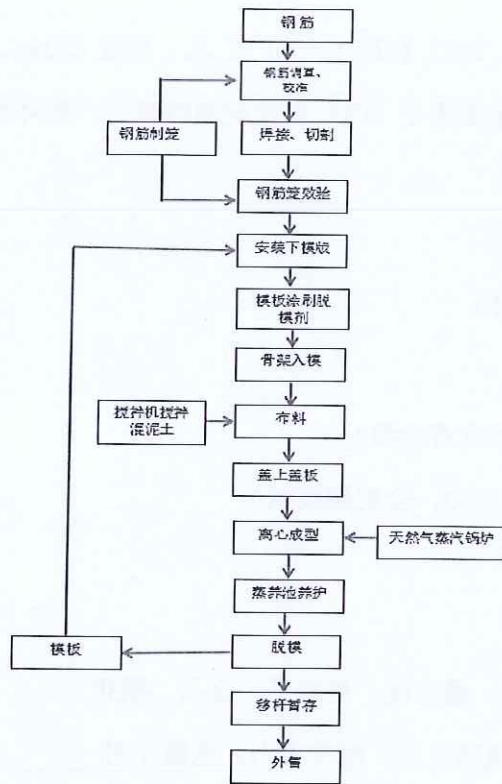 钢筋
钢筋调直、
校准
钢筋制笼
焊接、切割
钢筋笼效验
安装下模版
模板涂刷脱
模剂
骨架入模
搅拌机搅拌
混泥土
布料
盖上盖板
离心成型
天然气蒸汽锅炉
蒸养池养护
模板
脱模
移杆暂存
外售